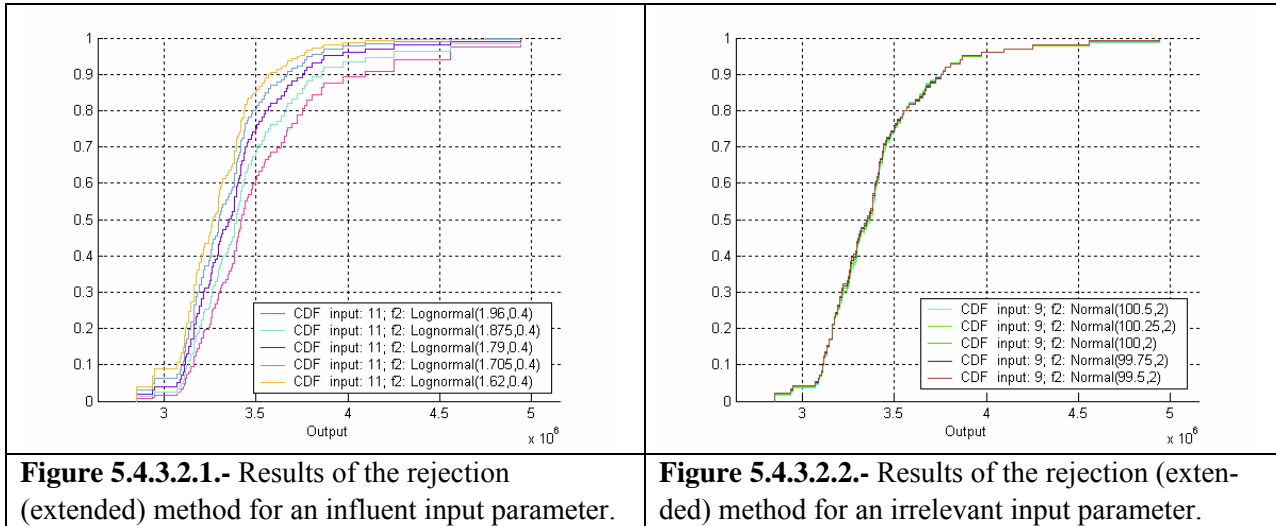 1
0.9
0.8
0.7
0.6
0.5
0.4
0.3
0.2
0.1
0
CDF input: 11; f2: Lognormal(1.96,0.4)
CDF input: 11; f2: Lognormal(1.875,0.4)
CDF input: 11; f2: Lognormal(1.79,0.4)
CDF input: 11; f2: Lognormal(1.705,0.4)
CDF input: 11; f2: Lognormal(1.62,0.4)
3 3.5 4 4.5 5
Output
x 10^6
Figure 5.4.3.2.1.- Results of the rejection
(extended) method for an influent input parameter.
1
0.9
0.8
0.7
0.6
0.5
0.4
0.3
0.2
0.1
0
CDF input: 9; f2: Normal(100.5,2)
CDF input: 9; f2: Normal(100.25,2)
CDF input: 9; f2: Normal(100,2)
CDF input: 9; f2: Normal(99.75,2)
CDF input: 9; f2: Normal(99.5,2)
3 3.5 4 4.5 5
Output
x 10^6
Figure 5.4.3.2.2.- Results of the rejection (exten-
ded) method for an irrelevant input parameter.